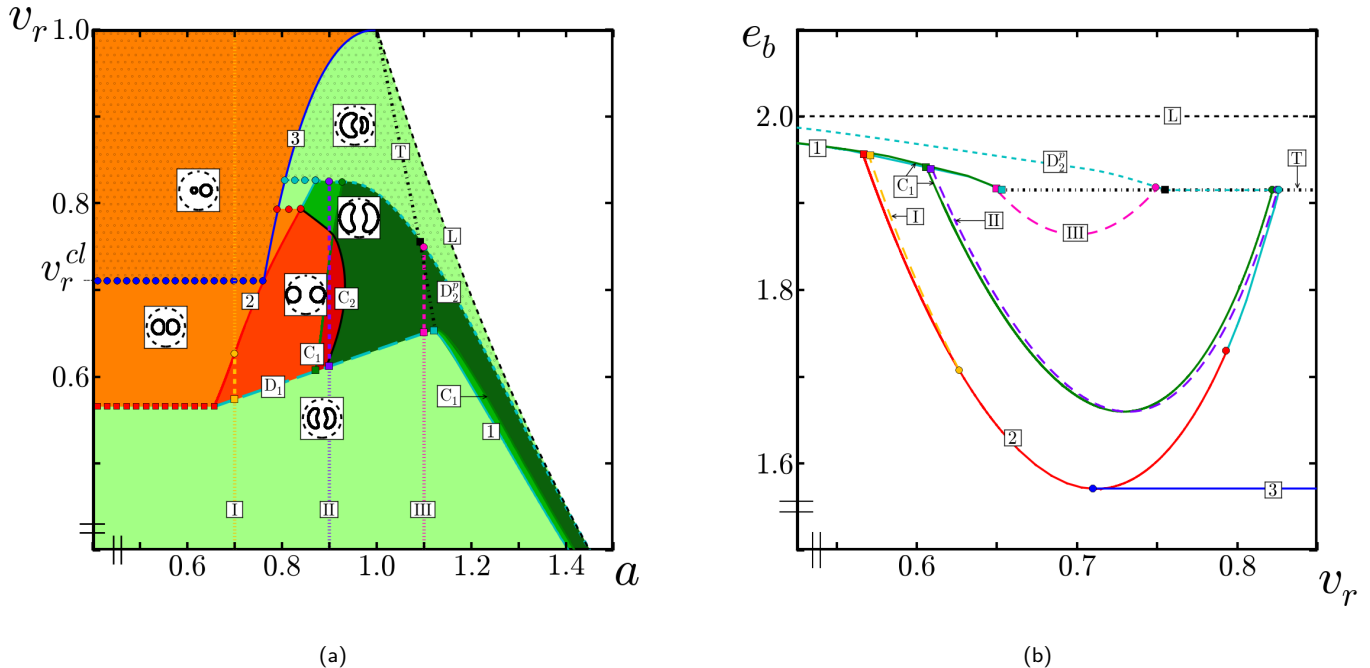 v_r
1.0
0.8
v_r^{cl}
0.6
3
T
L
2
D_2^p
C_2
C_1
D_1
C_1
1
I
II
III
0.6
0.8
1.0
1.2
1.4
a
(a)
e_b
2.0
1.8
1.6
L
1
D_2^p
T
C_1
I
II
III
2
3
0.6
0.7
0.8
v_r
(b)